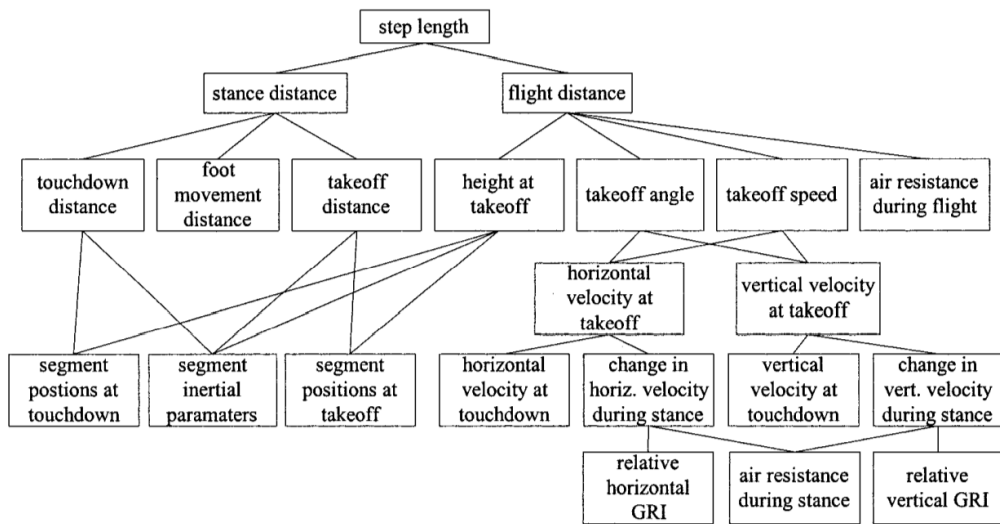 step length
stance distance
flight distance
touchdown
distance
foot
movement
distance
takeoff
distance
height at
takeoff
takeoff angle
takeoff speed
air resistance
during flight
horizontal
velocity at
takeoff
vertical velocity
at takeoff
segment
postions at
touchdown
segment
inertial
paramaters
segment
positions at
takeoff
horizontal
velocity at
touchdown
change in
horiz. velocity
during stance
vertical
velocity at
touchdown
change in
vert. velocity
during stance
relative
horizontal
GRI
air resistance
during stance
relative
vertical GRI